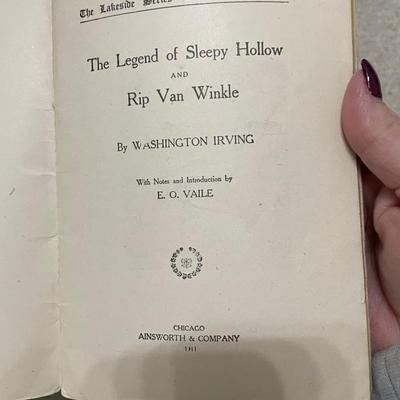 The Lakeside Series
The Legend of Sleepy Hollow
AND
Rip Van Winkle
By WASHINGTON IRVING
With Notes and Introduction by
E. O. VAILE
CHICAGO
AINSWORTH & COMPANY
1911